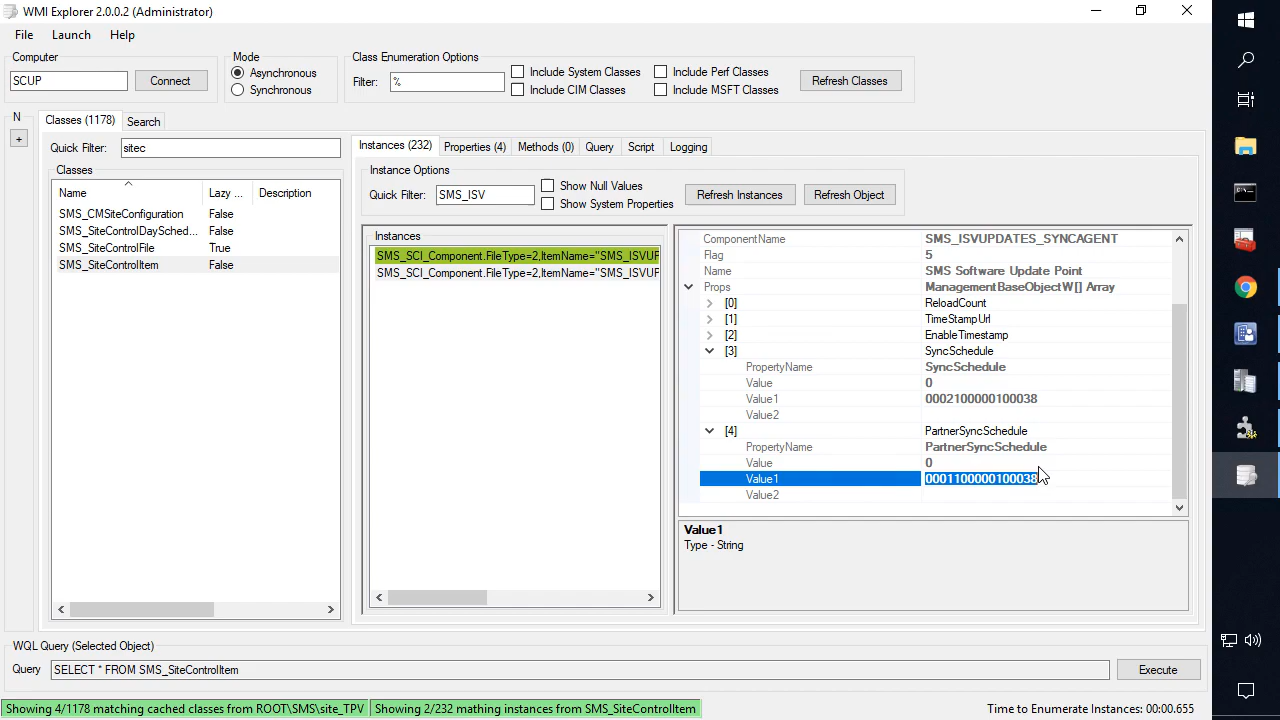 WMI Explorer 2.0.0.2 (Administrator)
File Launch Help
Computer
SCUP
Connect
Mode
Asynchronous
Synchronous
Class Enumeration Options
Filter: %
Include System Classes
Include Perf Classes
Include CIM Classes
Include MSFT Classes
Refresh Classes
N
+
Classes (1178) Search
Quick Filter: sitec
Classes
Name Lazy ... Description
SMS_CMSiteConfiguration False
SMS_SiteControlDaySched... False
SMS_SiteControlFile True
SMS_SiteControlItem False
Instances (232) Properties (4) Methods (0) Query Script Logging
Instance Options
Quick Filter: SMS_ISV
Show Null Values
Show System Properties
Refresh Instances
Refresh Object
Instances
SMS_SCI_Component.FileType=2,ItemName="SMS_ISVUP
SMS_SCI_Component.FileType=2,ItemName="SMS_ISVUP
ComponentName SMS_ISVUPDATES_SYNCAGENT
Flag 5
Name SMS Software Update Point
Props ManagementBaseObjectW[] Array
[0] ReloadCount
[1] TimeStampUrl
[2] EnableTimestamp
[3] SyncSchedule
PropertyName SyncSchedule
Value 0
Value1 0002100000100038
Value2
[4] PartnerSyncSchedule
PropertyName PartnerSyncSchedule
Value 0
Value1 0001100000100038
Value2
Value1
Type - String
WQL Query (Selected Object)
Query SELECT * FROM SMS_SiteControlItem
Execute
Showing 4/1178 matching cached classes from ROOT\SMS\site_TPV
Showing 2/232 mathing instances from SMS_SiteControlItem
Time to Enumerate Instances: 00:00.655